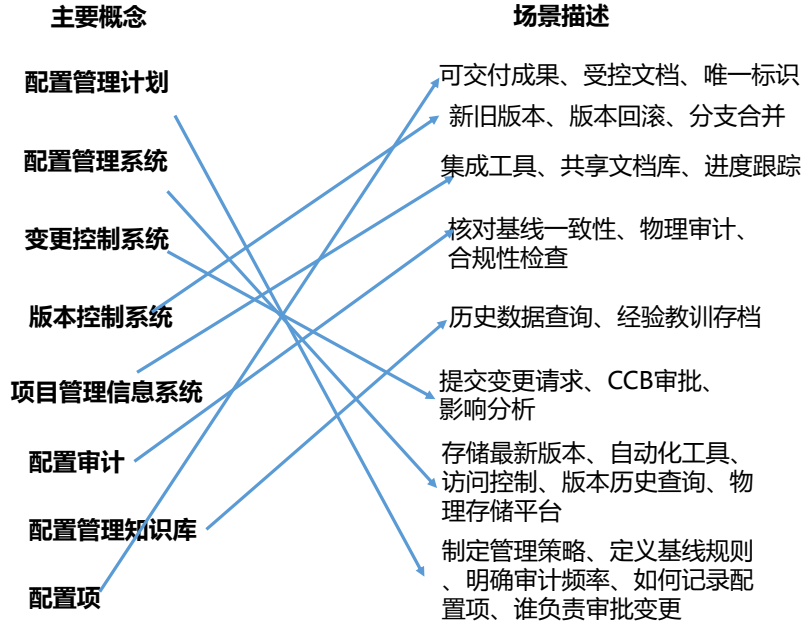 主要概念
配置管理计划
配置管理系统
变更控制系统
版本控制系统
项目管理信息系统
配置审计
配置管理知识库
配置项
场景描述
可交付成果、受控文档、唯一标识
新旧版本、版本回滚、分支合并
集成工具、共享文档库、进度跟踪
核对基线一致性、物理审计、
合规性检查
历史数据查询、经验教训存档
提交变更请求、CCB审批、
影响分析
存储最新版本、自动化工具、
访问控制、版本历史查询、物
理存储平台
制定管理策略、定义基线规则
、明确审计频率、如何记录配
置项、谁负责审批变更